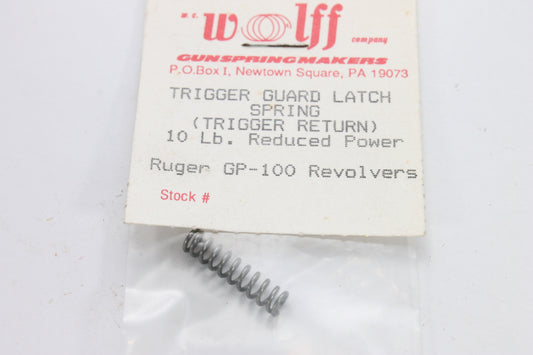 w.c. wolff company
GUNSPRINGMAKERS
P.O.Box I, Newtown Square, PA 19073
TRIGGER GUARD LATCH
SPRING
(TRIGGER RETURN)
10 Lb. Reduced Power
Ruger GP-100 Revolvers
Stock #